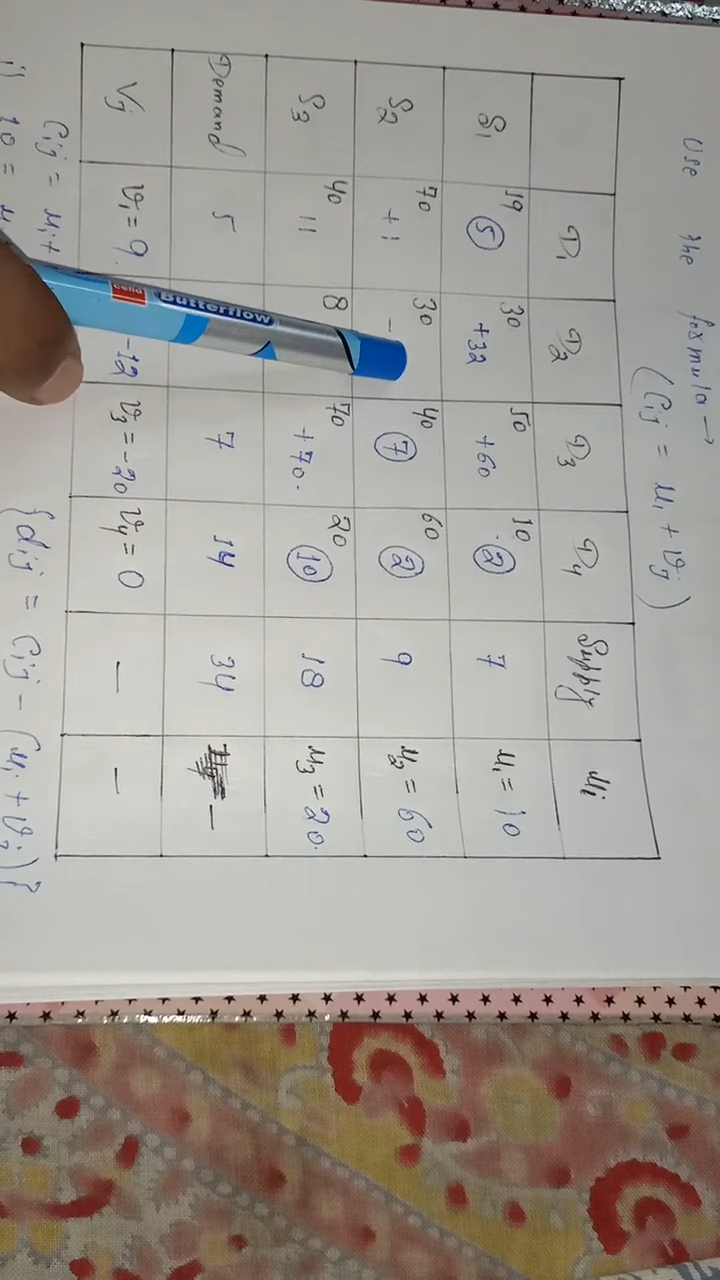 Use the formula →
(Cij = ui + vj)
D1 D2 D3 D4 Supply ui
S1 19 (5) 30 +32 50 +60 10 (2) 7 u1 = 10
S2 70 +1 30 - 40 (7) 60 (2) 9 u2 = 60
S3 40 11 8 70 +70. 20 (10) 18 u3 = 20.
Demand 5 7 14 34 -
Vj v1 = 9. -12 v3 = -20 v4 = 0 - -
Cij = ui +
{dij = Cij - (ui + vj)}
i) 10 =
cello Butterflow